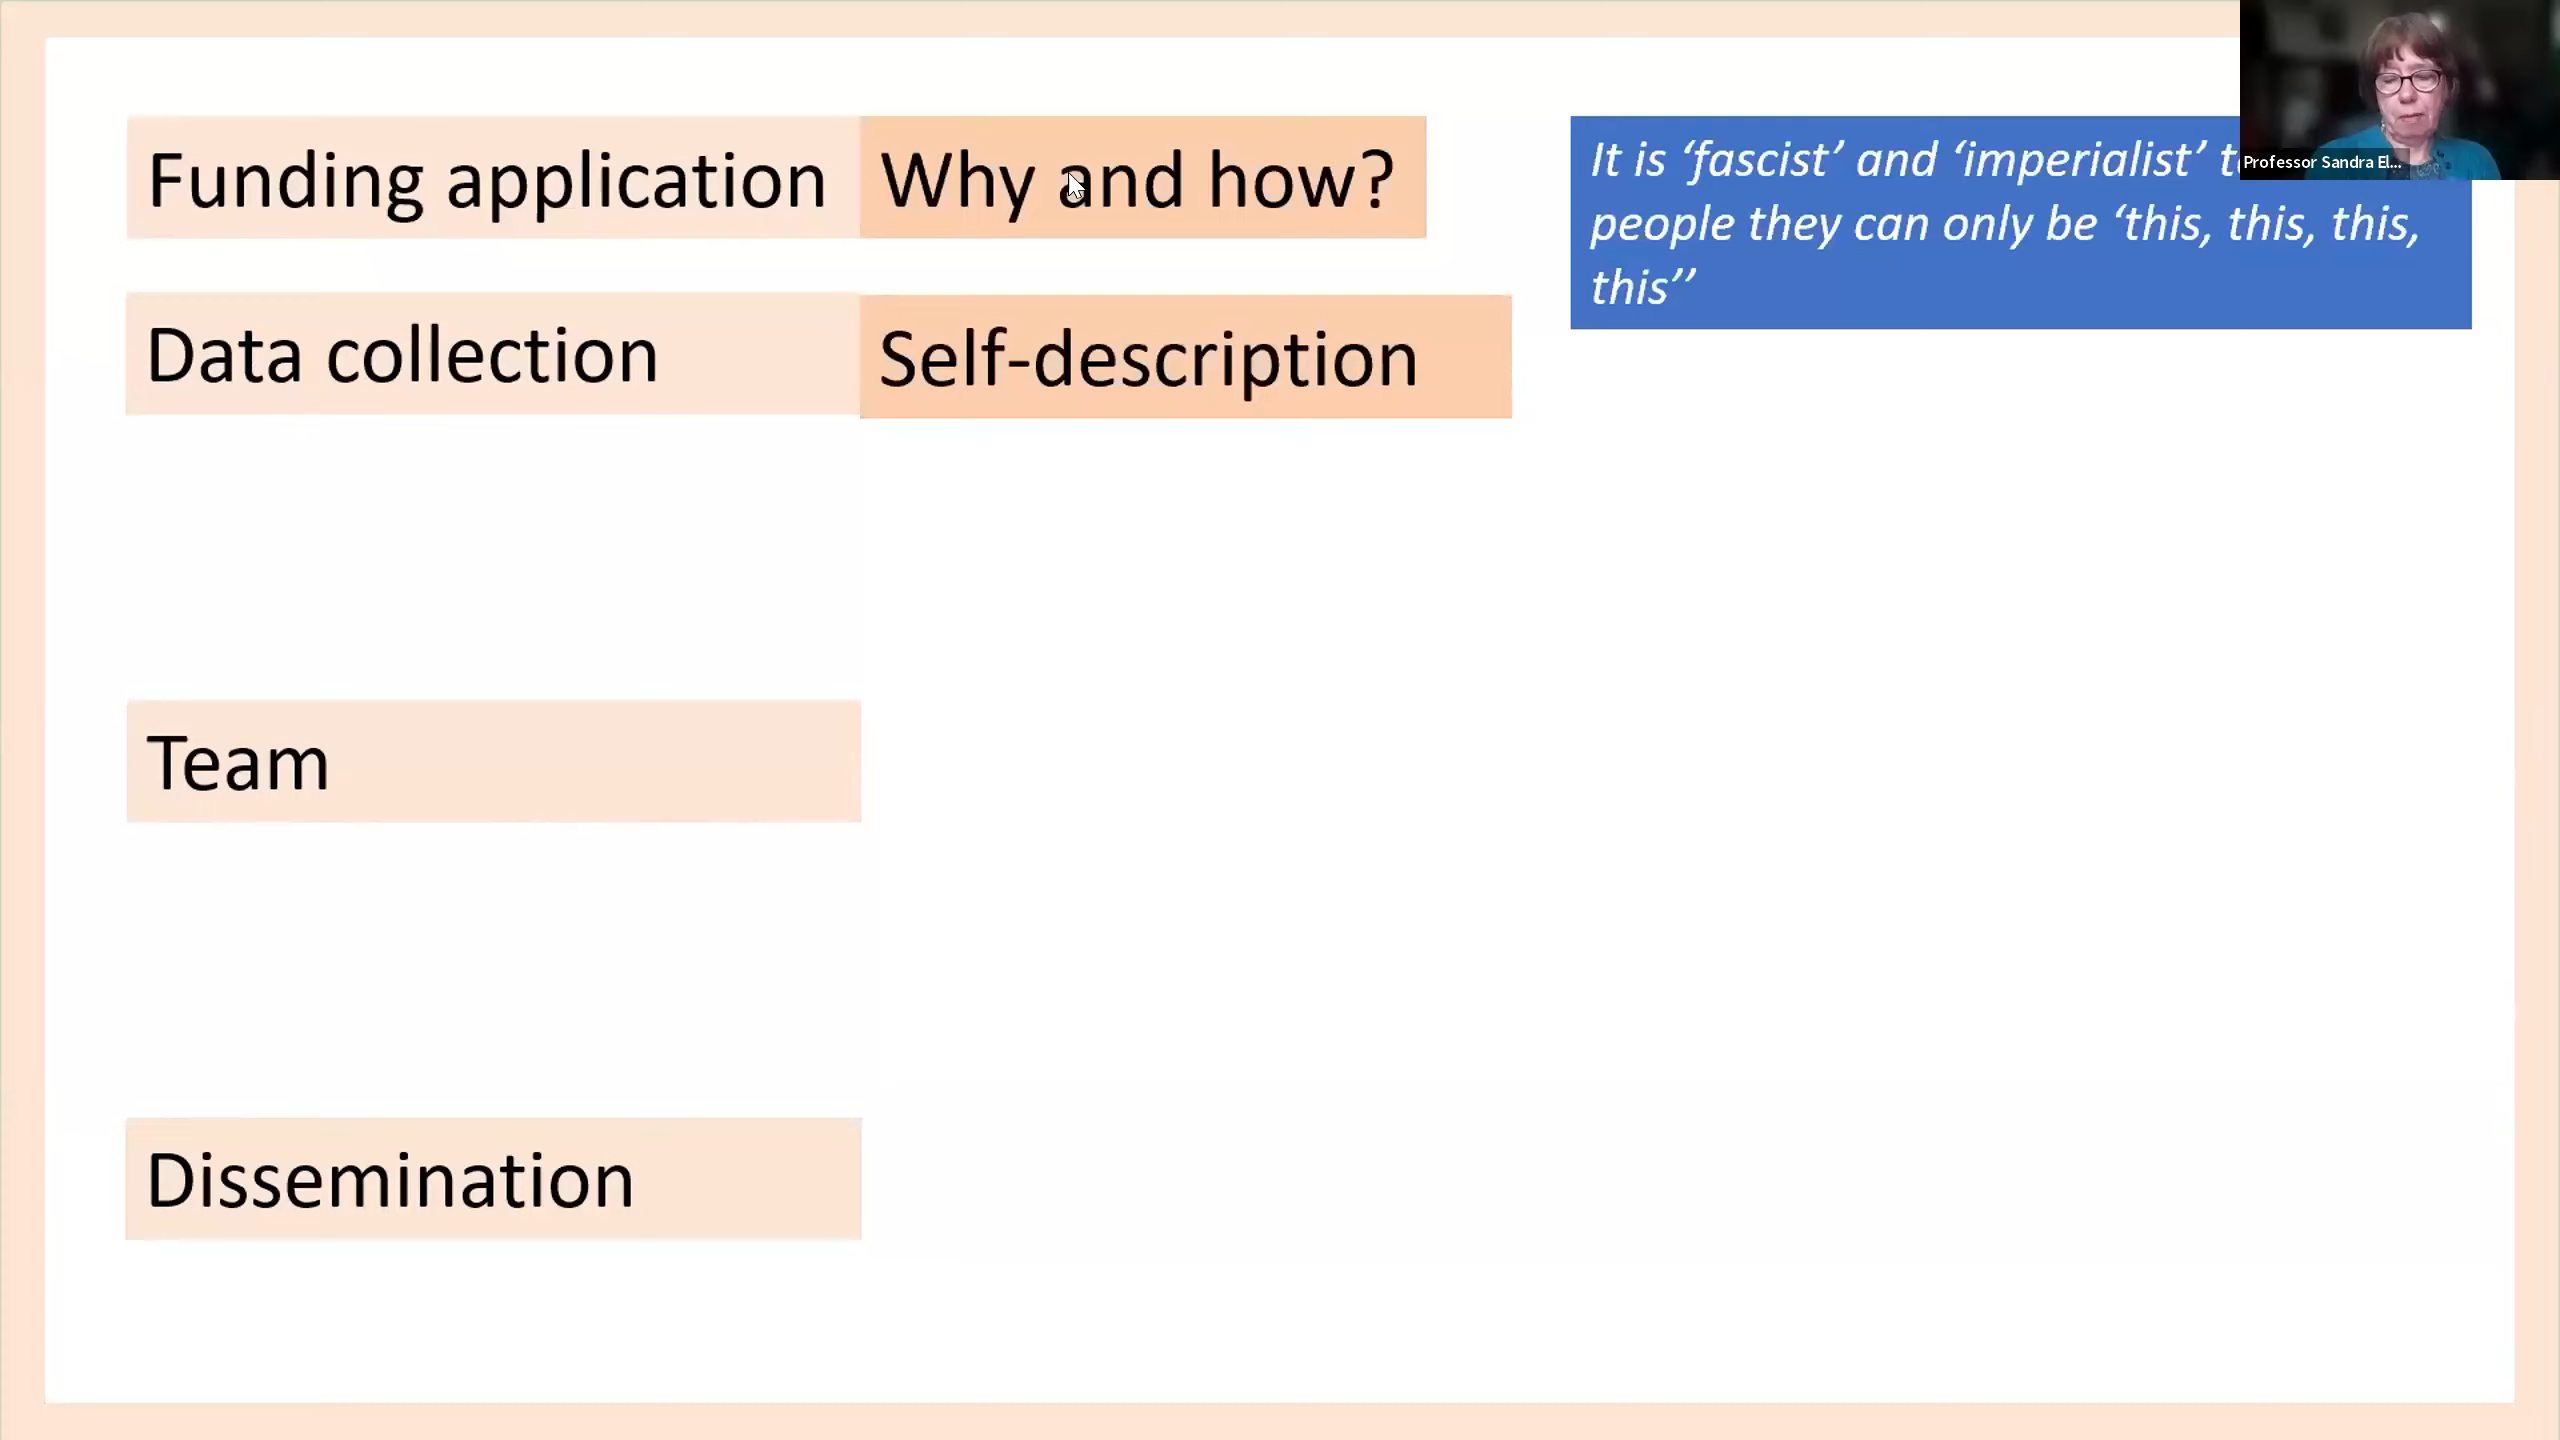 Funding application
Why and how?
It is ‘fascist’ and ‘imperialist’
people they can only be ‘this, this, this,
this’’
Professor Sandra El...
Data collection
Self-description
Team
Dissemination